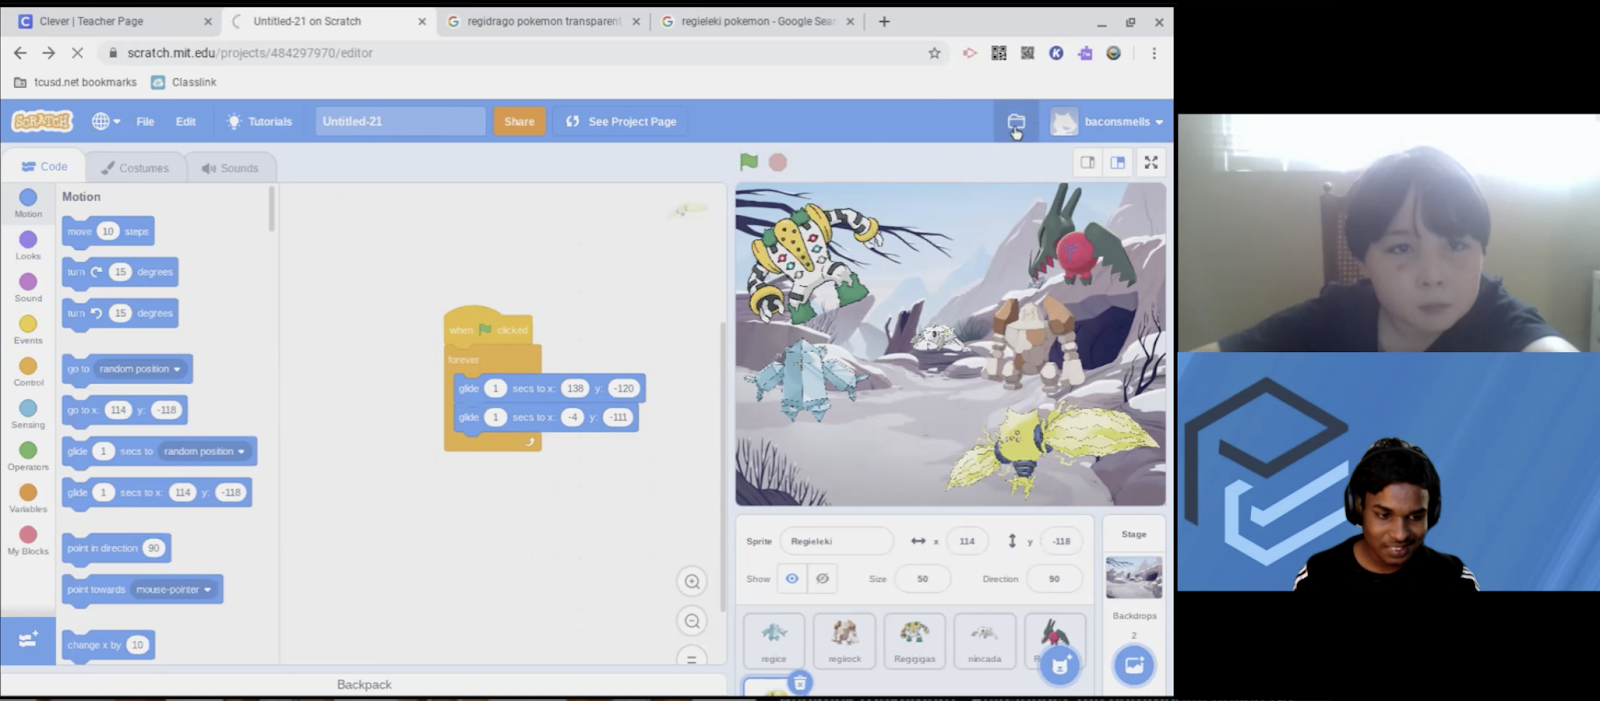 Clever | Teacher Page
Untitled-21 on Scratch
regidrago pokemon transparent
regieleki pokemon - Google Sear
scratch.mit.edu/projects/484297970/editor
tcusd.net bookmarks
Classlink
SCRATCH
File
Edit
Tutorials
Untitled-21
Share
See Project Page
baconsmells
Code
Costumes
Sounds
Motion
Looks
Sound
Events
Control
Sensing
Operators
Variables
My Blocks
Motion
move 10 steps
turn 15 degrees
turn 15 degrees
go to random position
go to x: 114 y: -118
glide 1 secs to random position
glide 1 secs to x: 114 y: -118
point in direction 90
point towards mouse-pointer
change x by 10
when clicked
forever
glide 1 secs to x: 138 y: -120
glide 1 secs to x: -4 y: -111
Sprite Regieleki x 114 y -118
Show Size 50 Direction 90
regice
regirock
Regigigas
nincada
R
Stage
Backdrops
2
Backpack